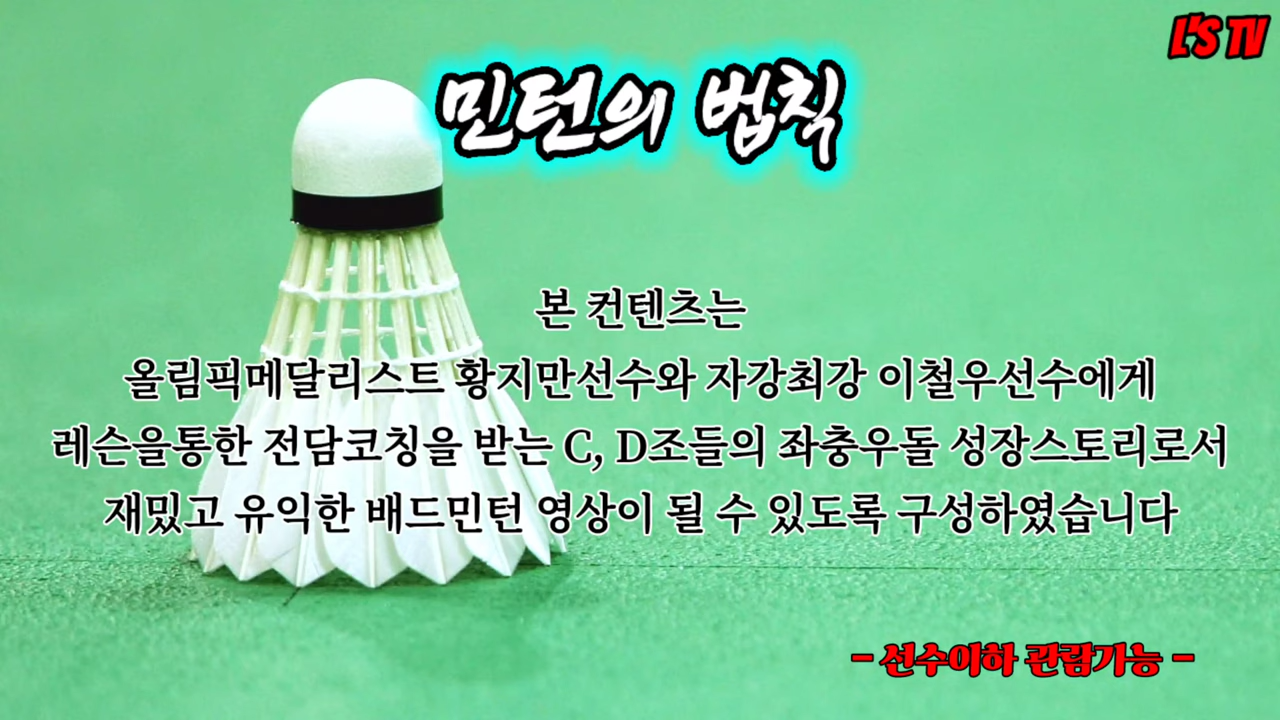 L'S TV
민턴의 법칙
본 컨텐츠는
올림픽메달리스트 황지만선수와 자강최강 이철우선수에게
레슨을통한 전담코칭을 받는 C, D조들의 좌충우돌 성장스토리로서
재밌고 유익한 배드민턴 영상이 될 수 있도록 구성하였습니다
- 선수이하 관람가능 -